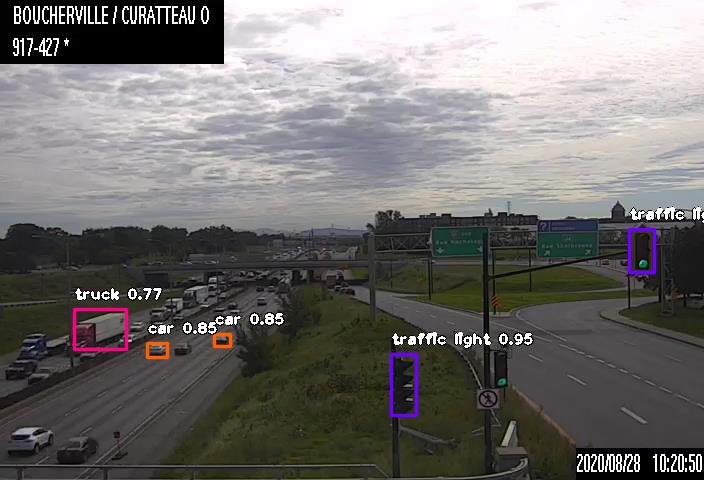 BOUCHERVILLE / CURATTEAU O
917-427 *
traffic lig
truck 0.77
car 0.85
car 0.85
traffic light 0.95
2020/08/28 10:20:50